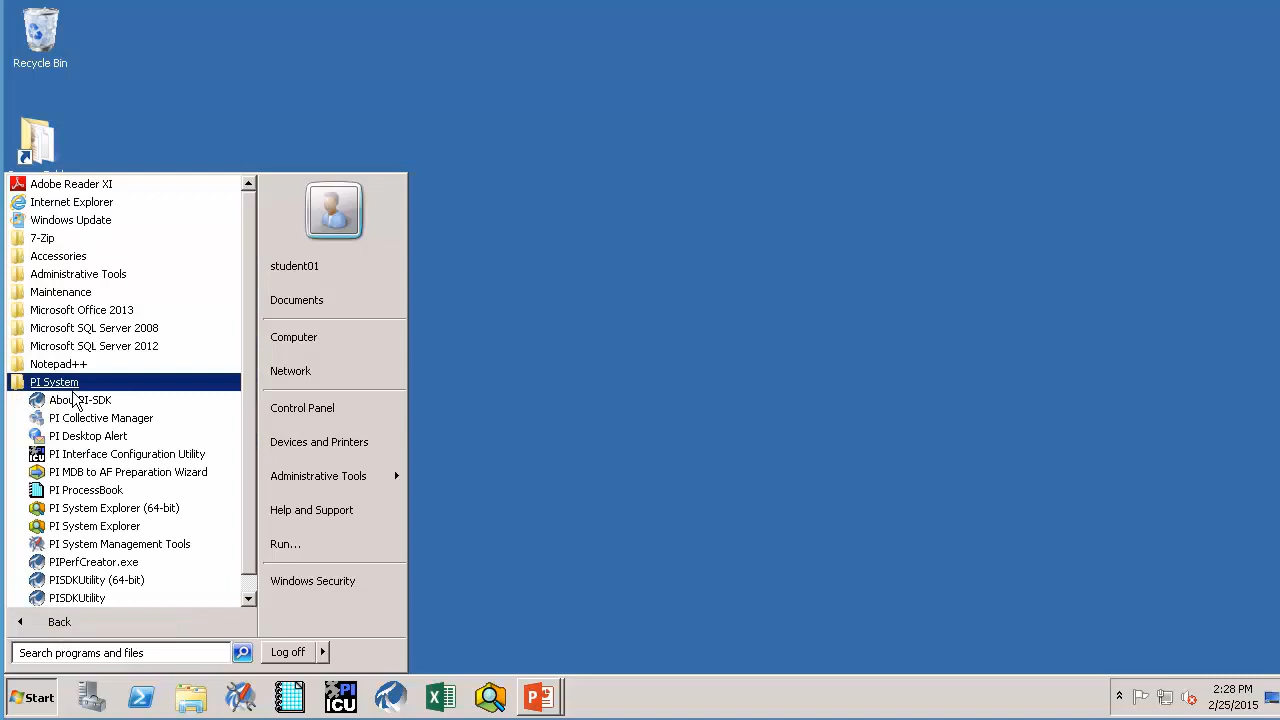 Recycle Bin
Adobe Reader XI
Internet Explorer
Windows Update
7-Zip
Accessories
Administrative Tools
Maintenance
Microsoft Office 2013
Microsoft SQL Server 2008
Microsoft SQL Server 2012
Notepad++
PI System
About PI-SDK
PI Collective Manager
PI Desktop Alert
PI Interface Configuration Utility
PI MDB to AF Preparation Wizard
PI ProcessBook
PI System Explorer (64-bit)
PI System Explorer
PI System Management Tools
PIPerfCreator.exe
PISDKUtility (64-bit)
PISDKUtility
Back
Search programs and files
student01
Documents
Computer
Network
Control Panel
Devices and Printers
Administrative Tools
Help and Support
Run...
Windows Security
Log off
Start
PI
ICU
2:28 PM
2/25/2015